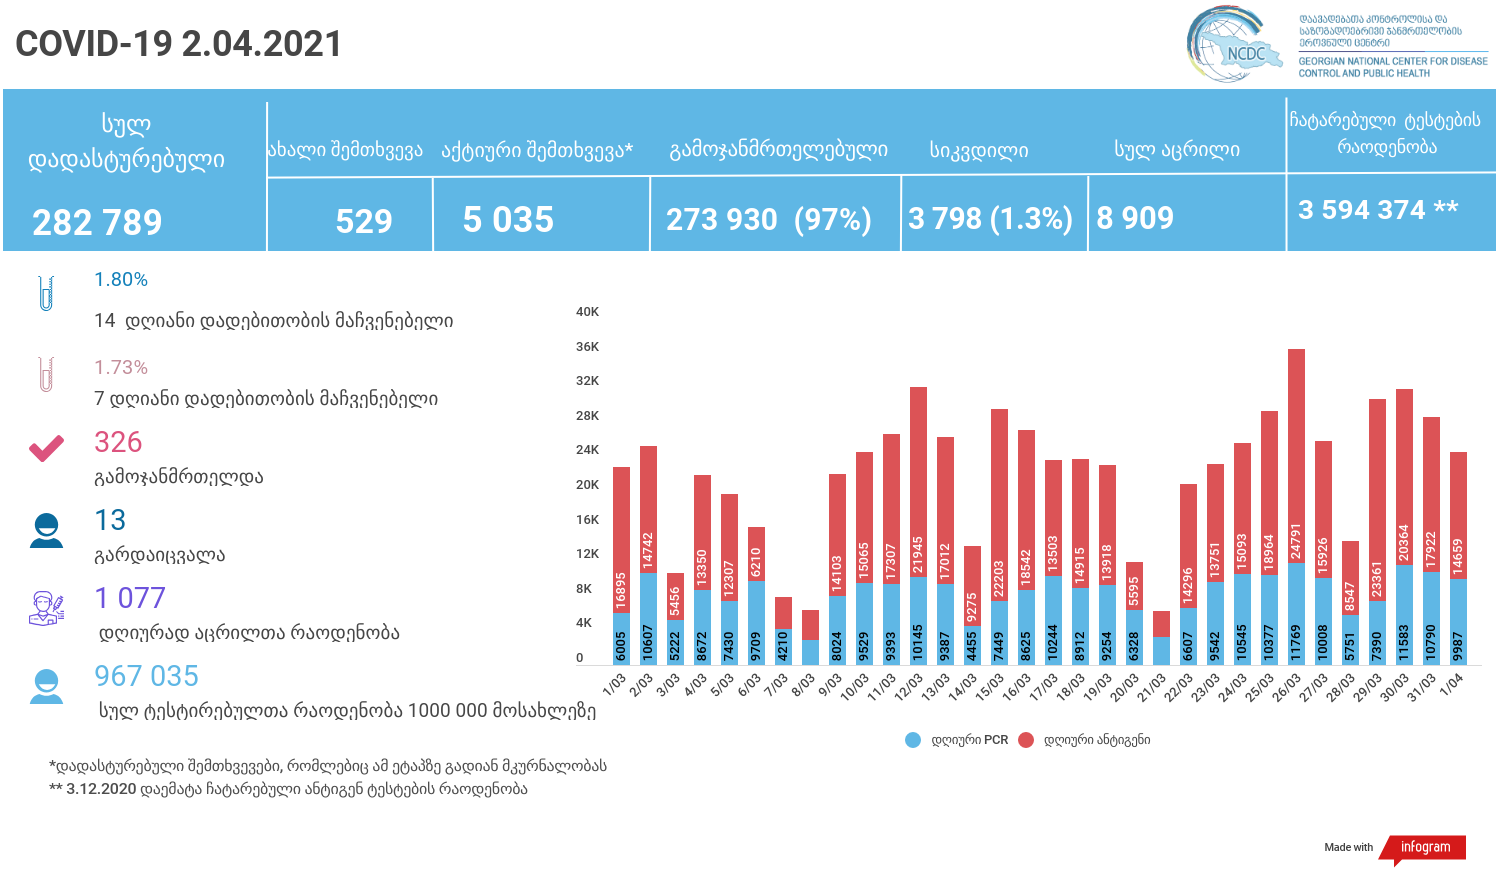 COVID-19 2.04.2021
დაავადებათა კონტროლისა და
საზოგადოებრივი ჯანმრთელობის
ეროვნული ცენტრი
NCDC
GEORGIAN NATIONAL CENTER FOR DISEASE
CONTROL AND PUBLIC HEALTH
სულ
დადასტურებული
282 789
ახალი შემთხვევა
529
აქტიური შემთხვევა*
5 035
გამოჯანმრთელებული
273 930 (97%)
სიკვდილი
3 798 (1.3%)
სულ აცრილი
8 909
ჩატარებული ტესტების
რაოდენობა
3 594 374 **
1.80%
14 დღიანი დადებითობის მაჩვენებელი
1.73%
7 დღიანი დადებითობის მაჩვენებელი
326
გამოჯანმრთელდა
13
გარდაიცვალა
1 077
დღიურად აცრილთა რაოდენობა
967 035
სულ ტესტირებულთა რაოდენობა 1000 000 მოსახლეზე
*დადასტურებული შემთხვევები, რომლებიც ამ ეტაპზე გადიან მკურნალობას
** 3.12.2020 დაემატა ჩატარებული ანტიგენ ტესტების რაოდენობა
40K
36K
32K
28K
24K
20K
16K
12K
8K
4K
0
16895 14742 5456 13350 12307 6210 14103 15065 17307 21945 17012 9275 22203 18542 13503 14915 13918 5595 14296 13751 15093 18964 24791 15926 8547 23361 20364 17922 14659
6005 10607 5222 8672 7430 9709 4210 8024 9529 9393 10145 9387 4455 7449 8625 10244 8912 9254 6328 6607 9542 10545 10377 11769 10008 5751 7390 11583 10790 9987
1/03 2/03 3/03 4/03 5/03 6/03 7/03 8/03 9/03 10/03 11/03 12/03 13/03 14/03 15/03 16/03 17/03 18/03 19/03 20/03 21/03 22/03 23/03 24/03 25/03 26/03 27/03 28/03 29/03 30/03 31/03 1/04
დღიური PCR დღიური ანტიგენი
Made with infogram